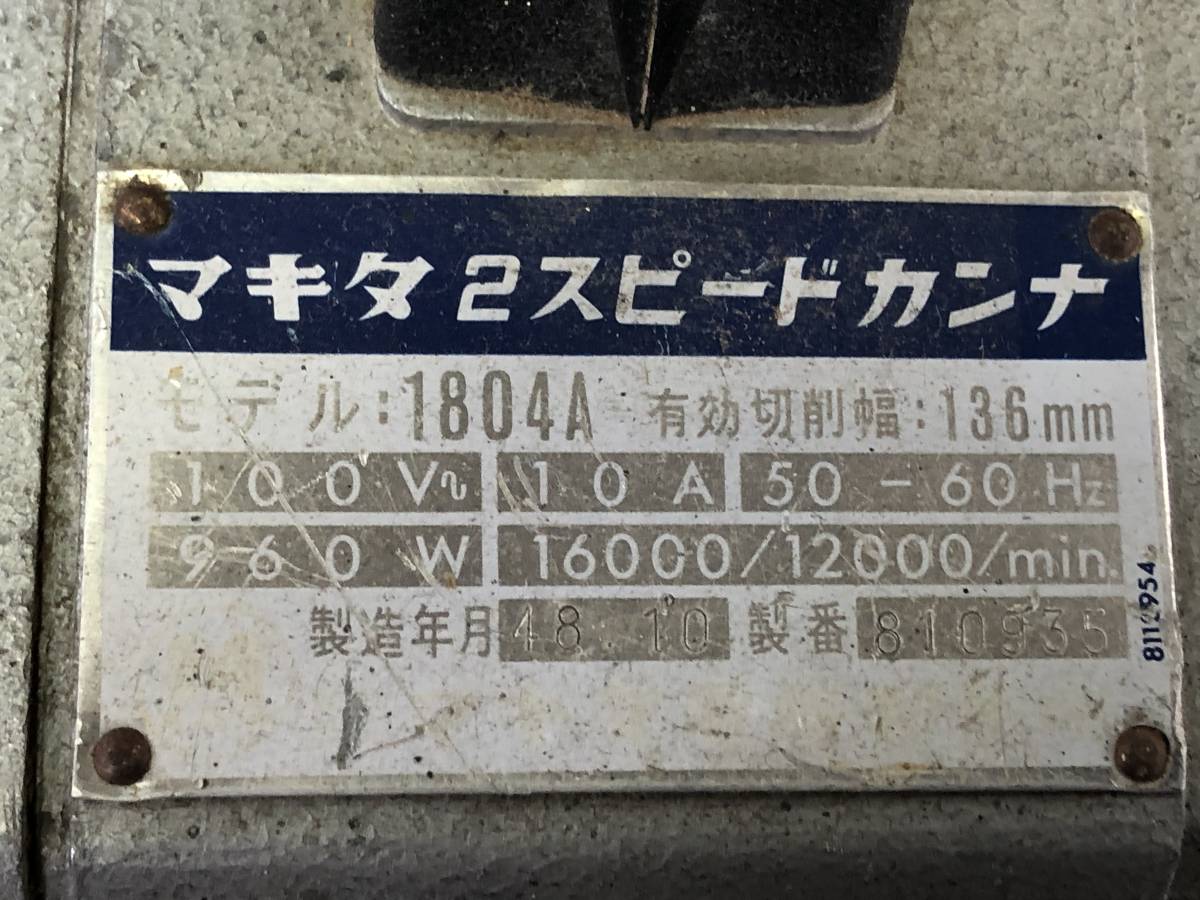 マキタ 2スピードカンナ
モデル:1804A 有効切削幅:136mm
100V∿ 10A 50-60Hz
960W 16000/12000/min.
製造年月 48.10 製番 810935